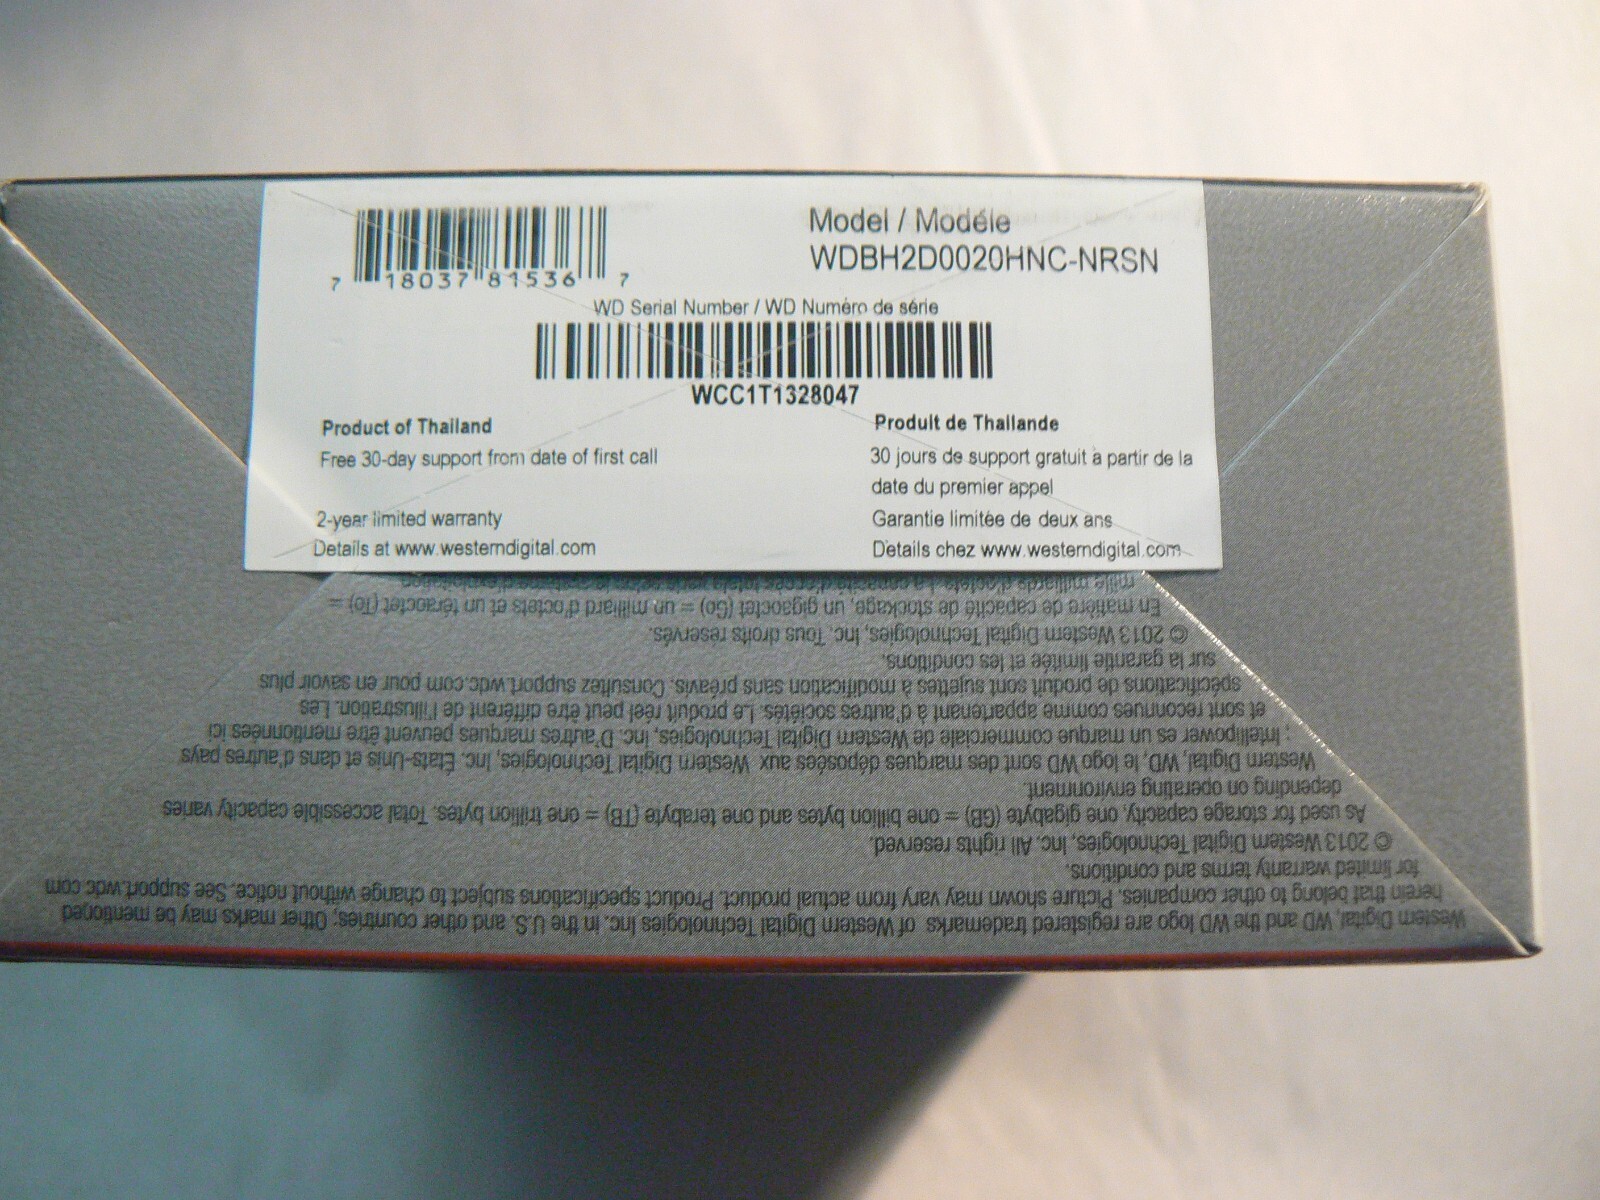 7 18037 81536 7
Model / Modéle
WDBH2D0020HNC-NRSN
WD Serial Number / WD Numéro de série
WCC1T1328047
Product of Thailand
Free 30-day support from date of first call
2-year limited warranty
Details at www.westerndigital.com
Produit de Thallande
30 jours de support gratuit à partir de la
date du premier appel
Garantie limitée de deux ans
Details chez www.westerndigital.com
Western Digital, WD and the WD logo are registered trademarks of Western Digital Technologies Inc. in the U.S. and other countries; Other marks may be mentioned
herein that belong to other companies. Picture shown may vary from actual product. Product specifications subject to change without notice. See support.wdc.com
for limited warranty terms and conditions.
© 2013 Western Digital Technologies, Inc. All rights reserved.
As used for storage capacity, one gigabyte (GB) = one billion bytes and one terabyte (TB) = one trillion bytes. Total accessible capacity varies
depending on operating environment.
Western Digital, WD, le logo WD sont des marques déposées aux Western Digital Technologies, Inc. États-Unis et dans d'autres pays
; Intellipower es un marque commerciale de Western Digital Technologies, Inc. D'autres marques peuvent être mentionnées ici
et sont reconnues comme appartenant à d'autres sociétés. Le produit réel peut être différent de l'illustration. Les
spécifications de produit sont sujettes à modification sans préavis. Consultez support.wdc.com pour en savoir plus
sur la garantie limitée et les conditions.
© 2013 Western Digital Technologies, Inc. Tous droits réservés.
En matière de capacité de stockage, un gigaoctet (Go) = un milliard d'octets et un téraoctet (To) =
mille milliards d'octets. La capacité d'accès totale